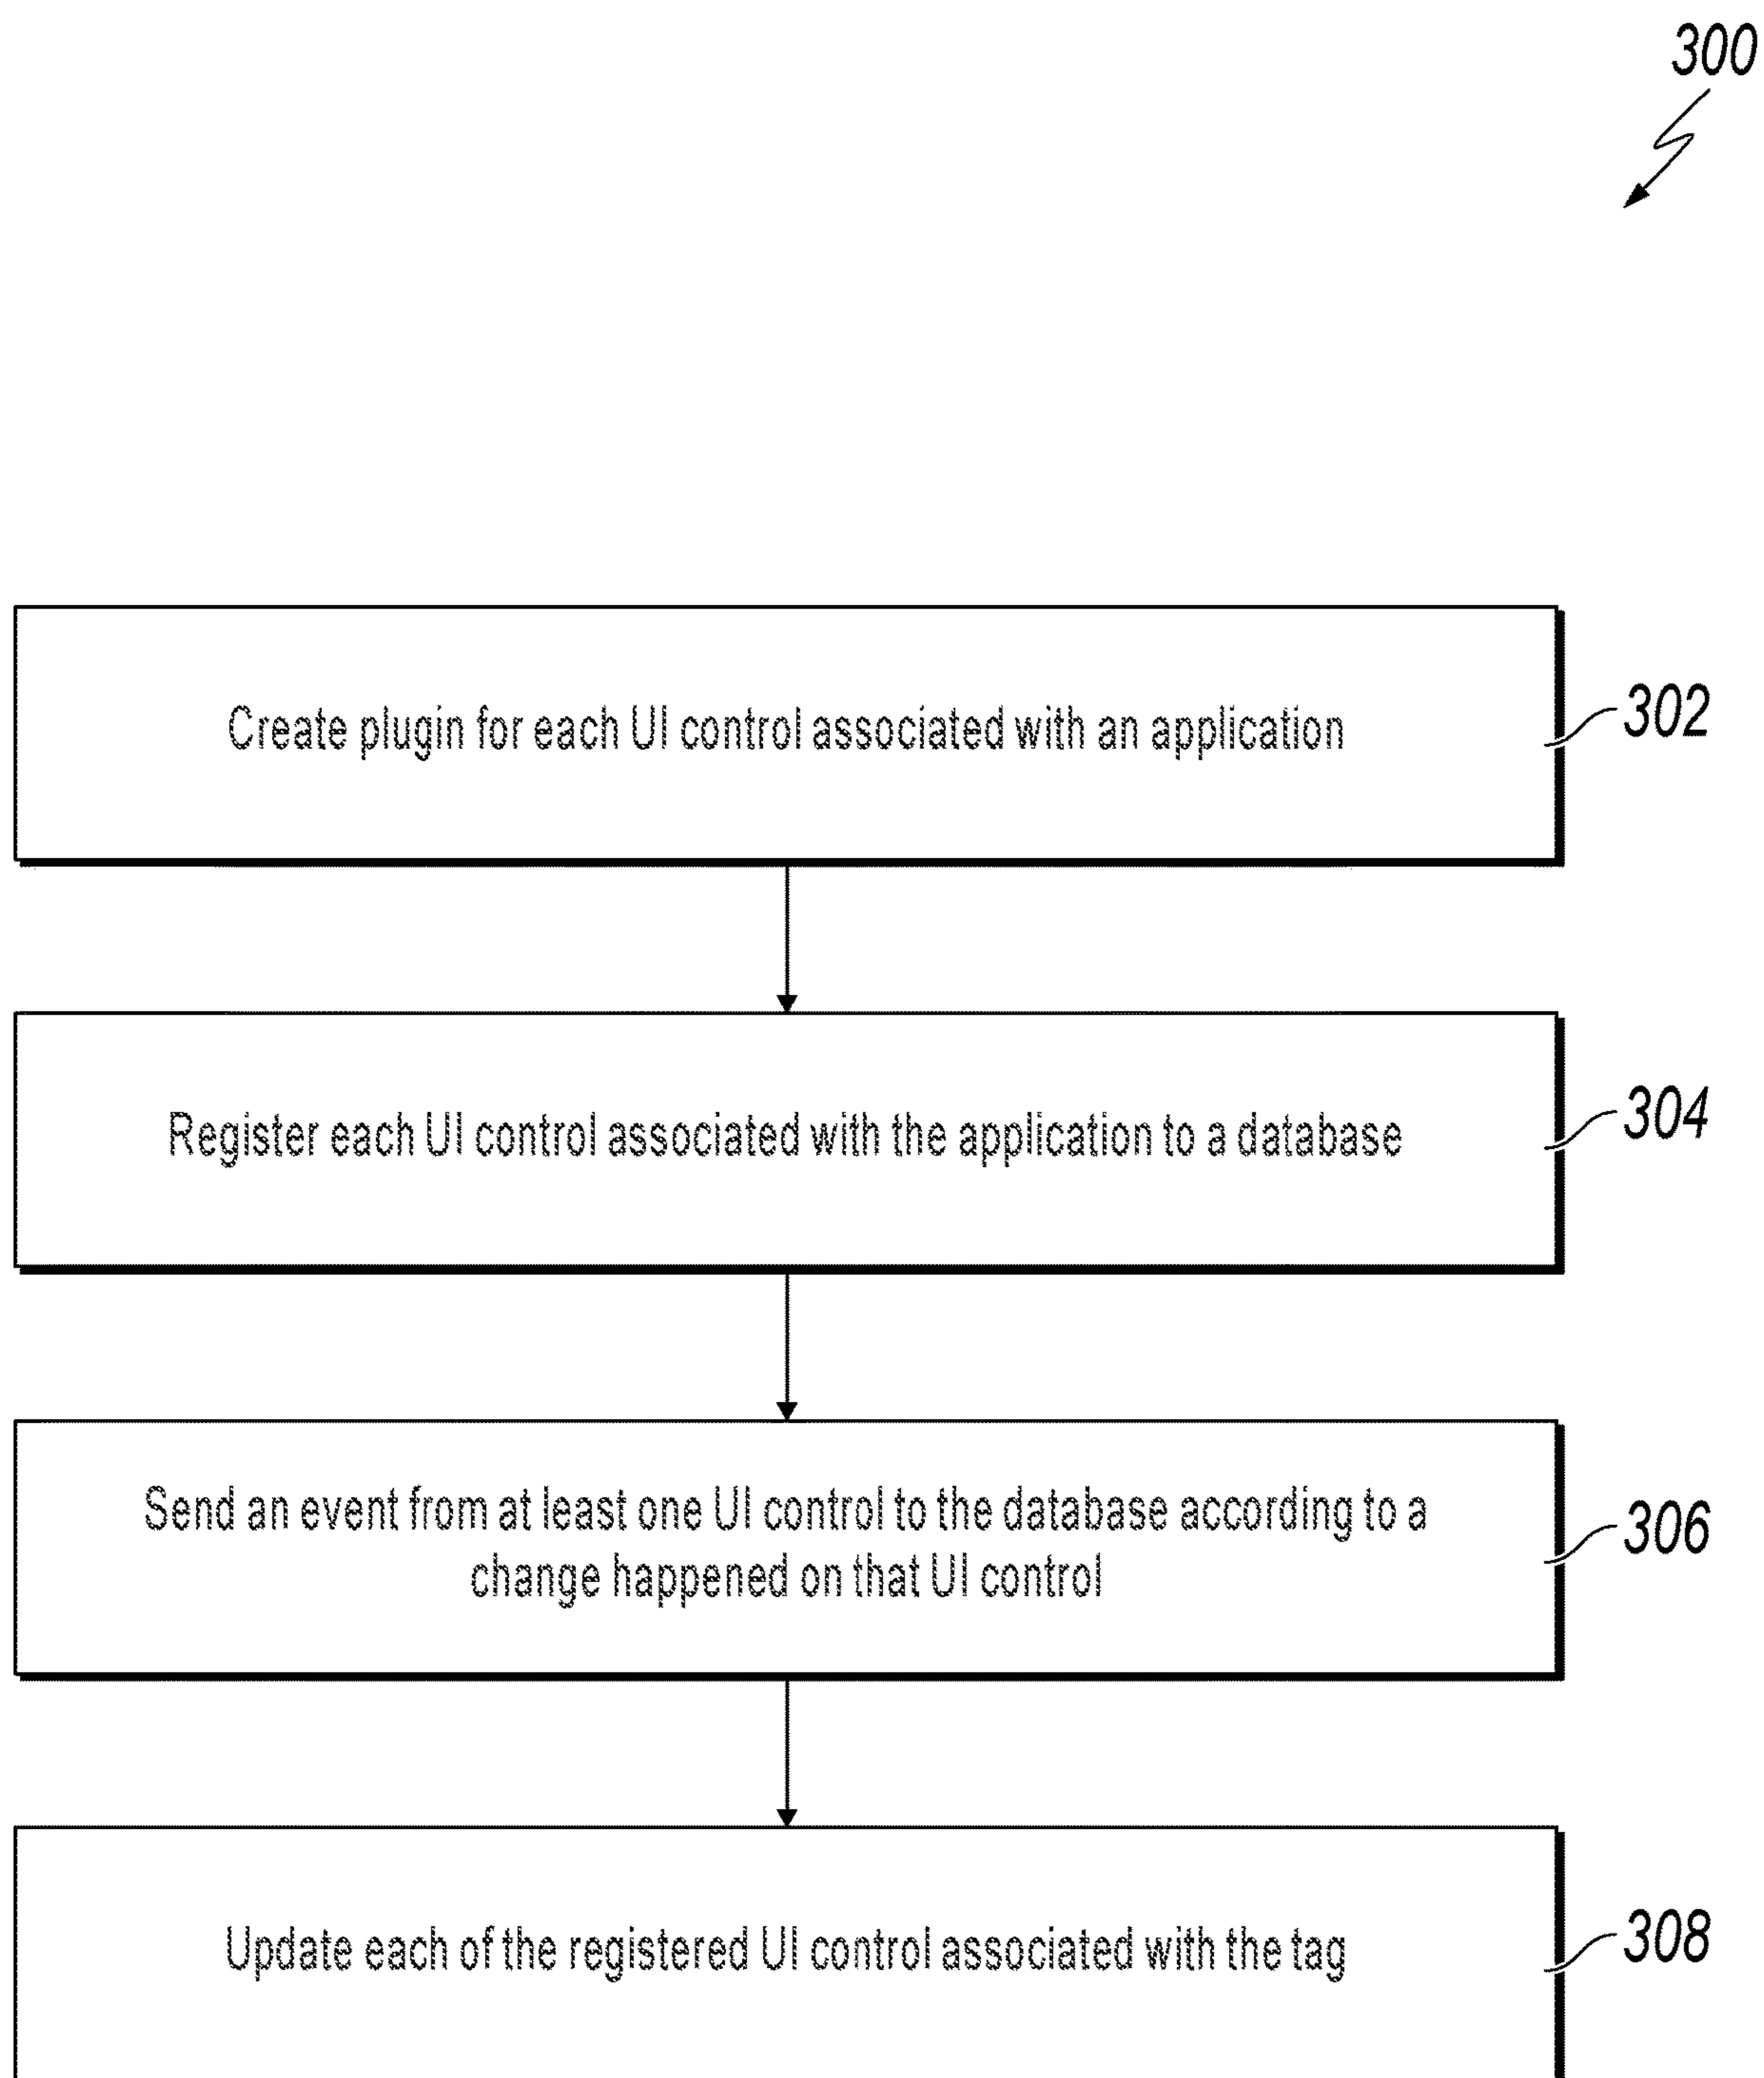 300
Create plugin for each UI control associated with an application
302
Register each UI control associated with the application to a database
304
Send an event from at least one UI control to the database according to a
change happened on that UI control
306
Update each of the registered UI control associated with the tag
308